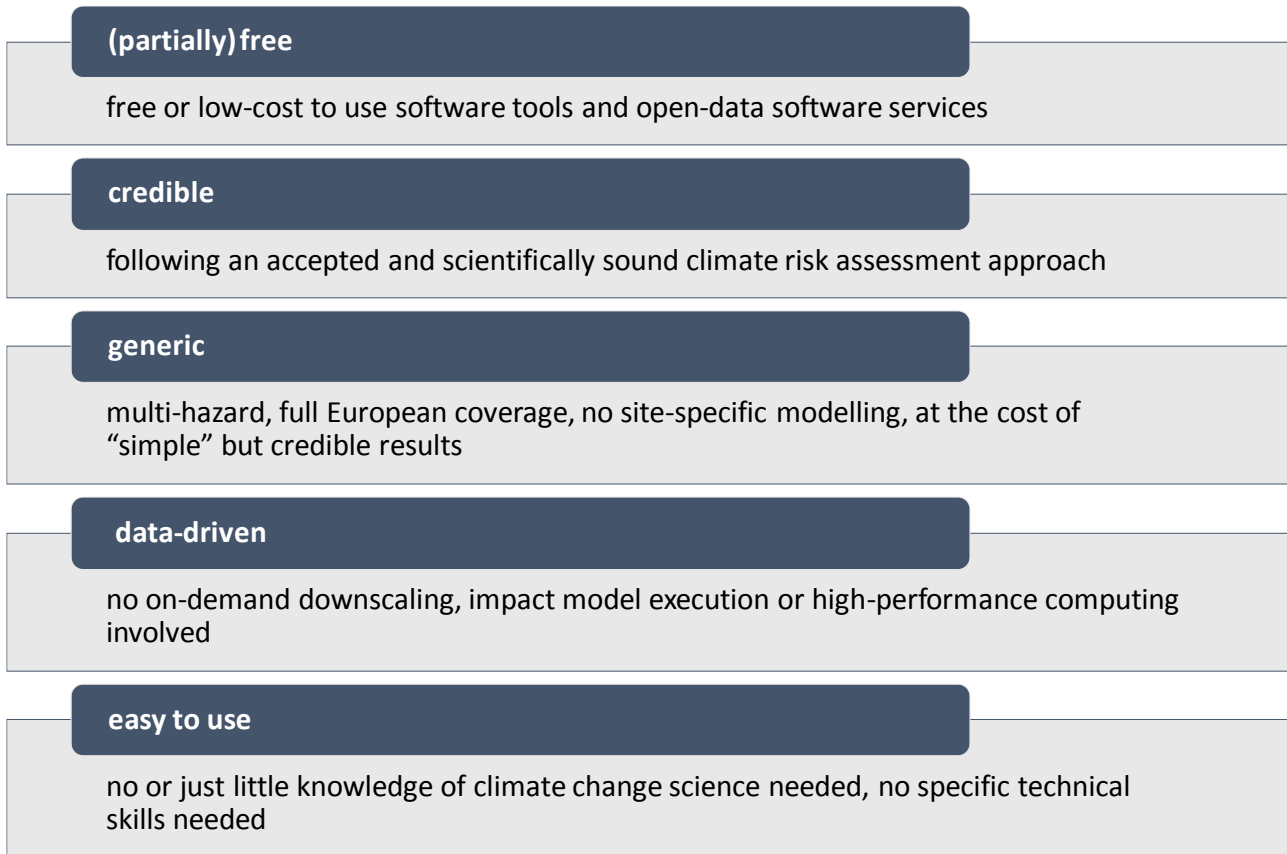 (partially) free
free or low-cost to use software tools and open-data software services
credible
following an accepted and scientifically sound climate risk assessment approach
generic
multi-hazard, full European coverage, no site-specific modelling, at the cost of
“simple” but credible results
data-driven
no on-demand downscaling, impact model execution or high-performance computing
involved
easy to use
no or just little knowledge of climate change science needed, no specific technical
skills needed